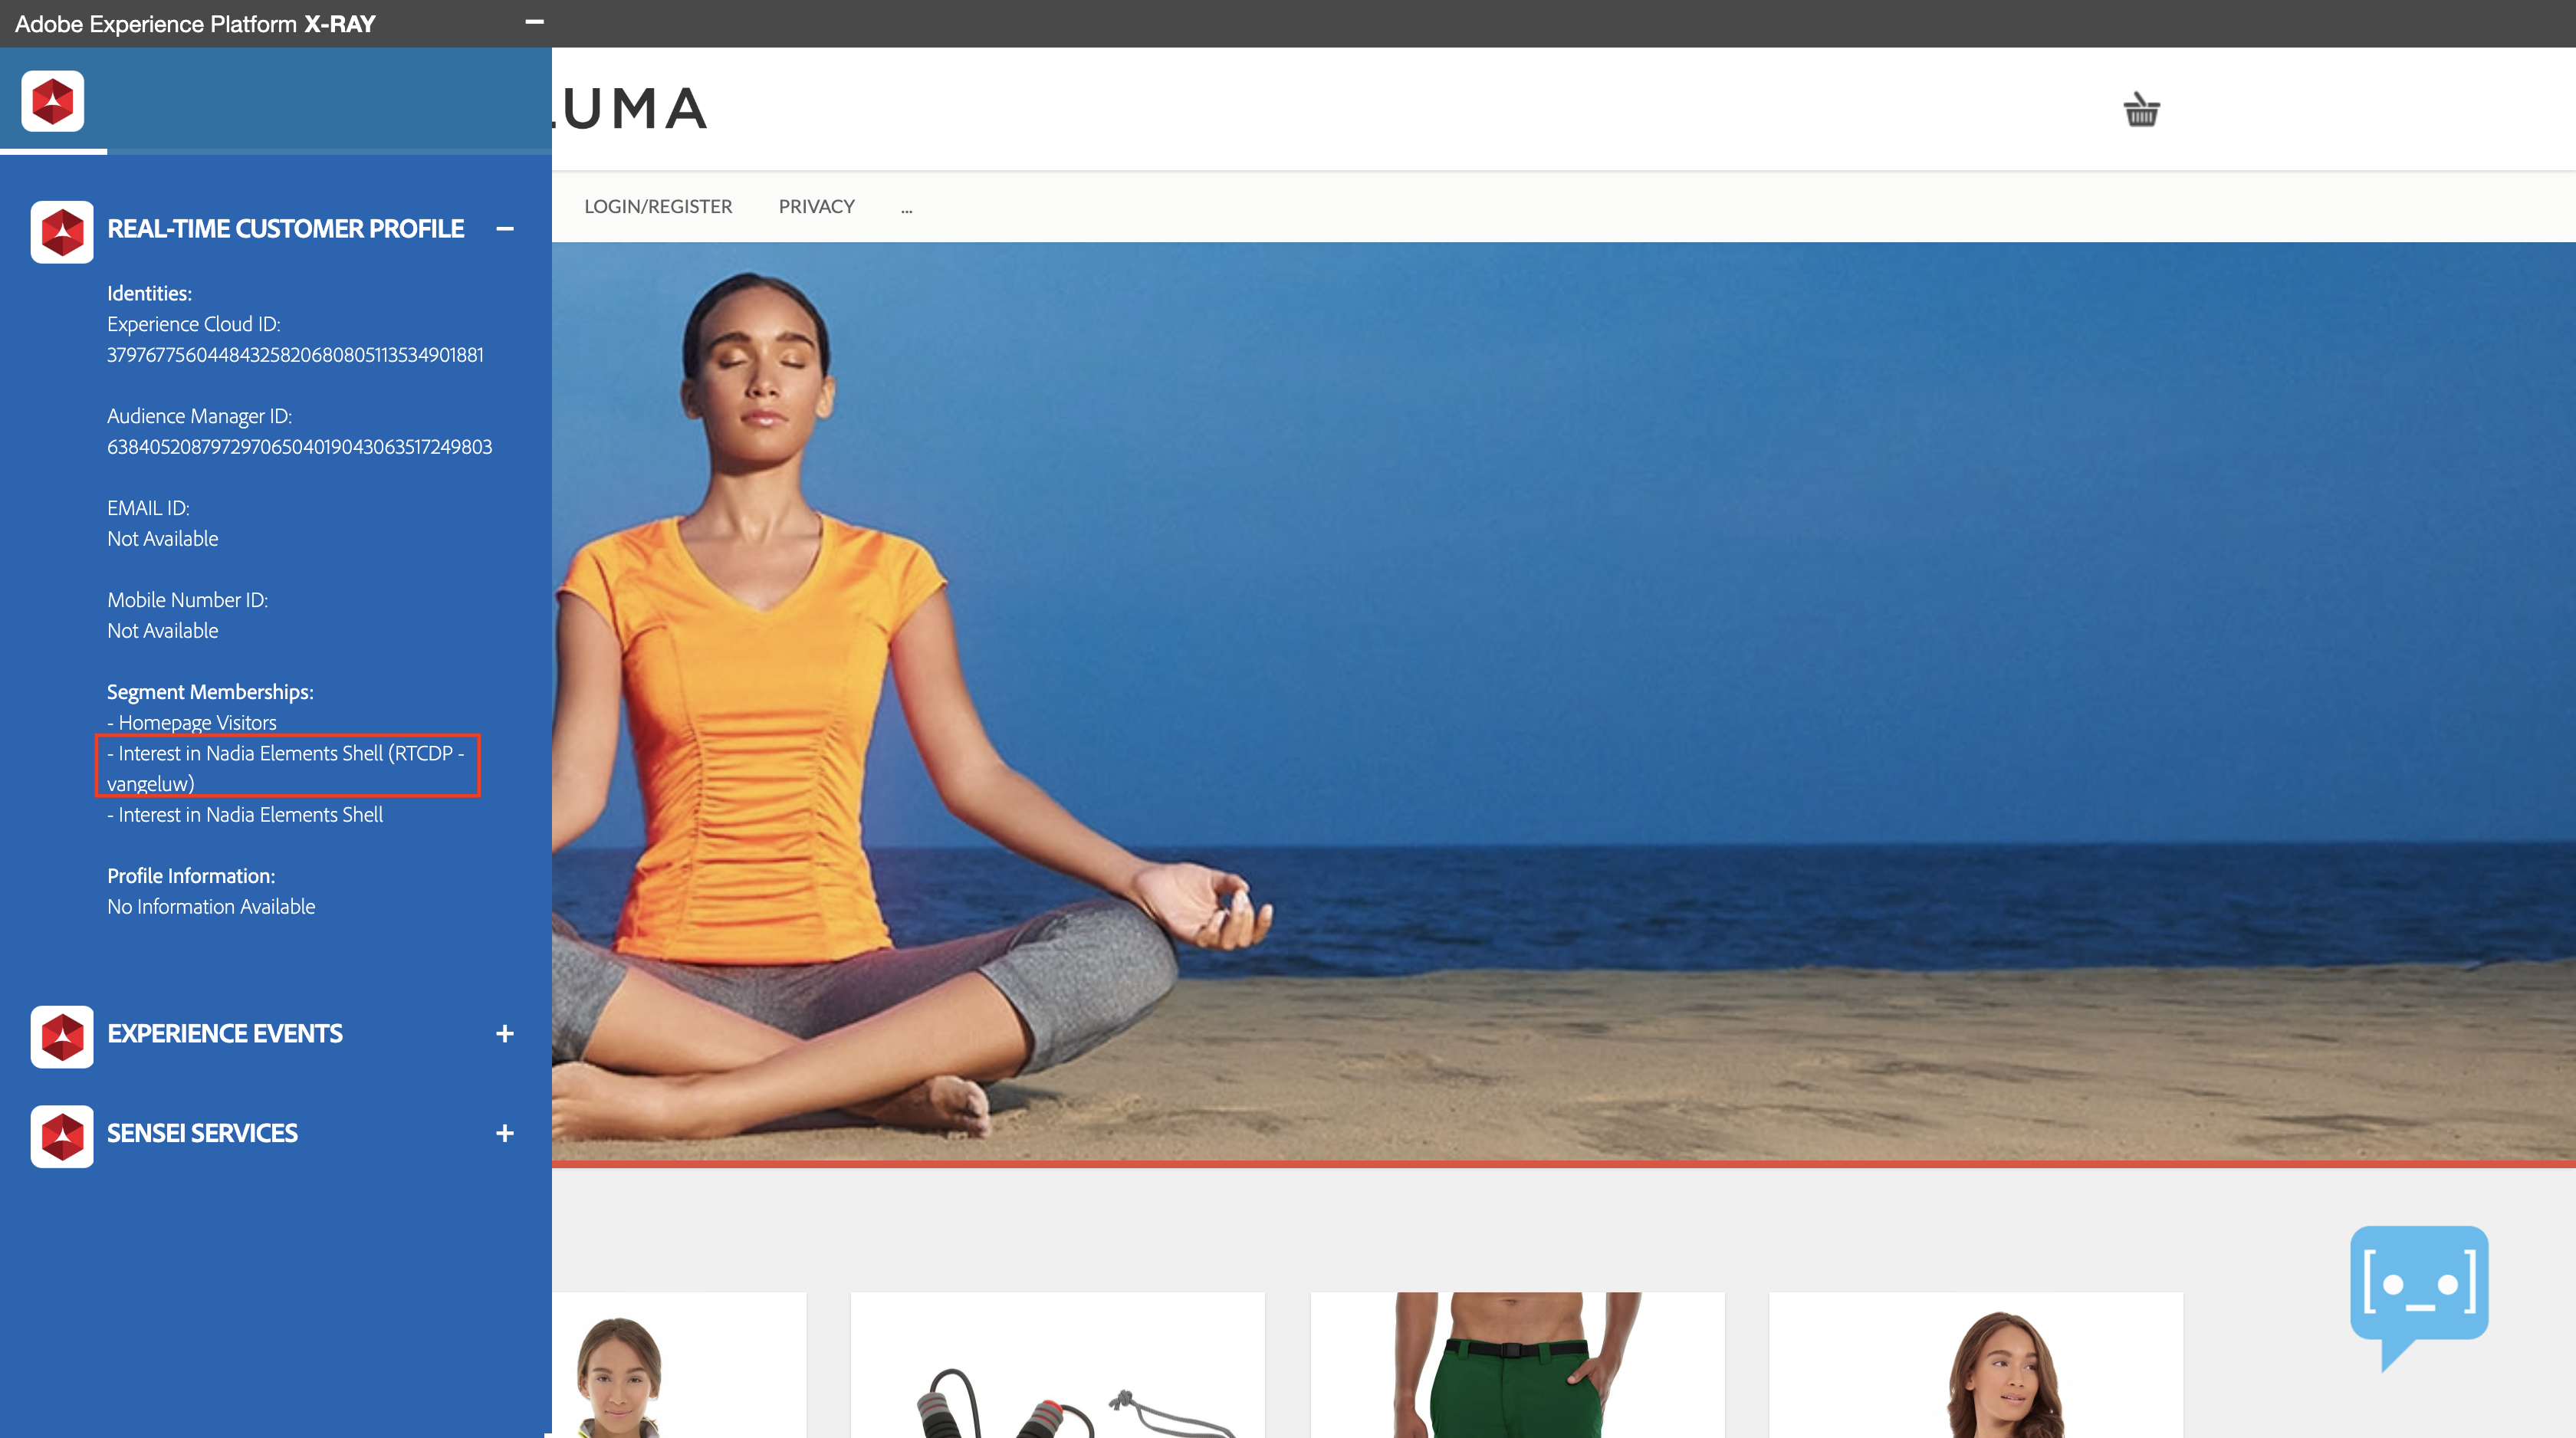 Adobe Experience Platform X-RAY
LUMA
LOGIN/REGISTER PRIVACY ...
REAL-TIME CUSTOMER PROFILE
Identities:
Experience Cloud ID:
37976775604484325820680805113534901881
Audience Manager ID:
63840520879729706504019043063517249803
EMAIL ID:
Not Available
Mobile Number ID:
Not Available
Segment Memberships:
- Homepage Visitors
- Interest in Nadia Elements Shell (RTCDP -
vangeluw)
- Interest in Nadia Elements Shell
Profile Information:
No Information Available
EXPERIENCE EVENTS
SENSEI SERVICES